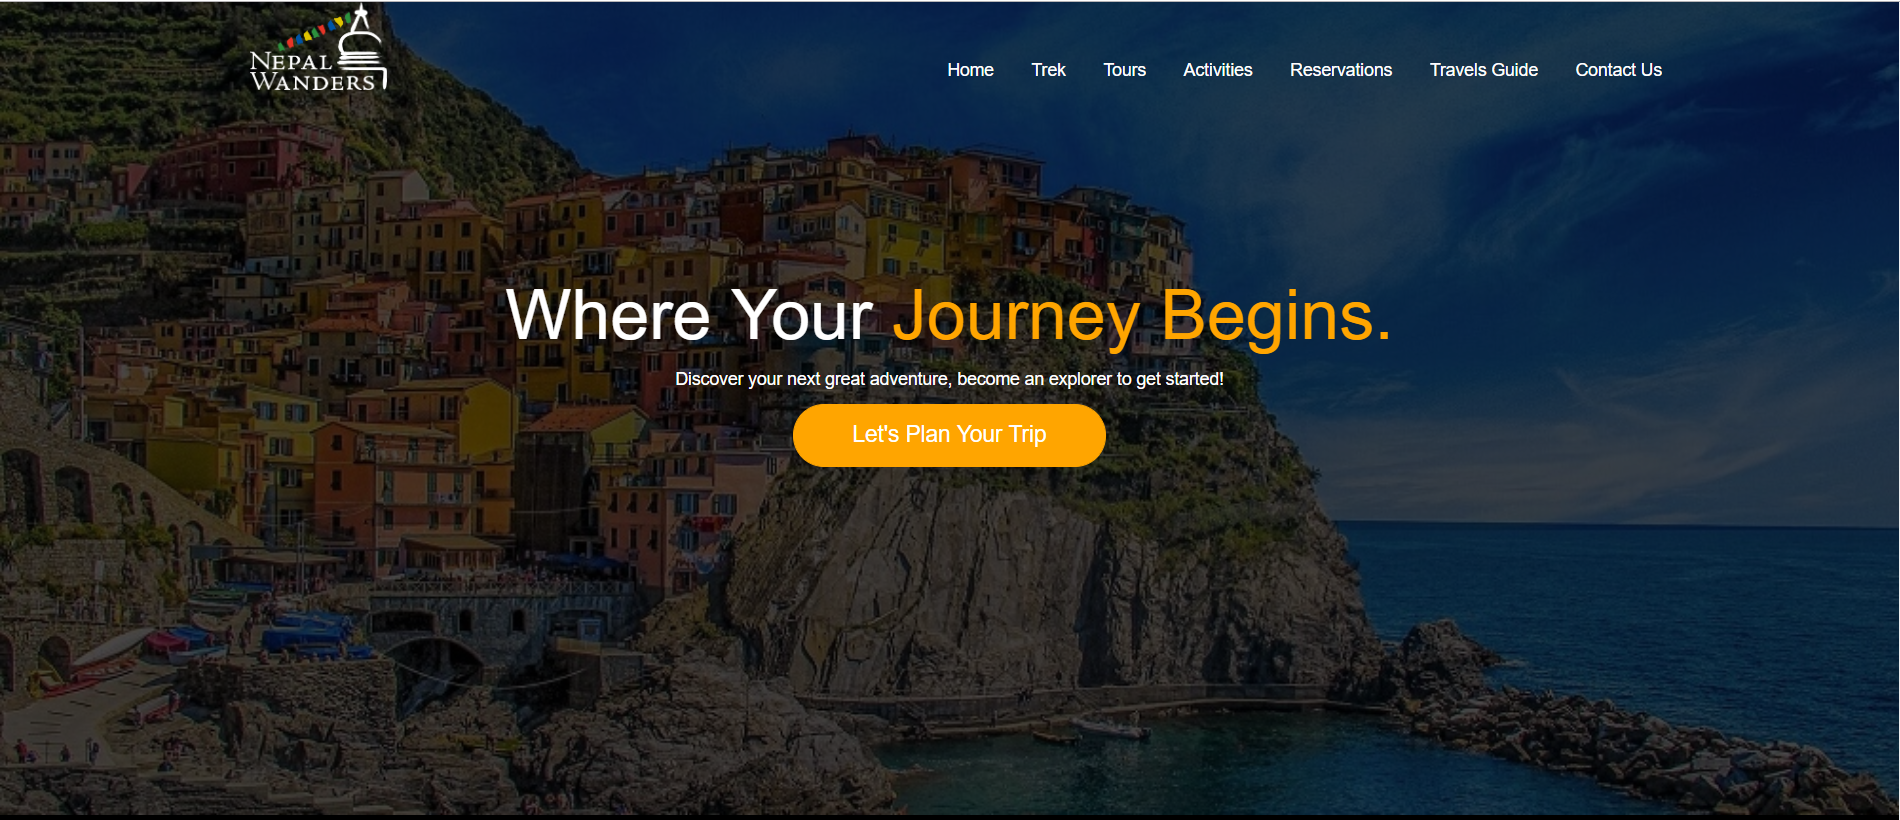 NEPAL
WANDERS
Home Trek Tours Activities Reservations Travels Guide Contact Us
Where Your Journey Begins.
Discover your next great adventure, become an explorer to get started!
Let's Plan Your Trip